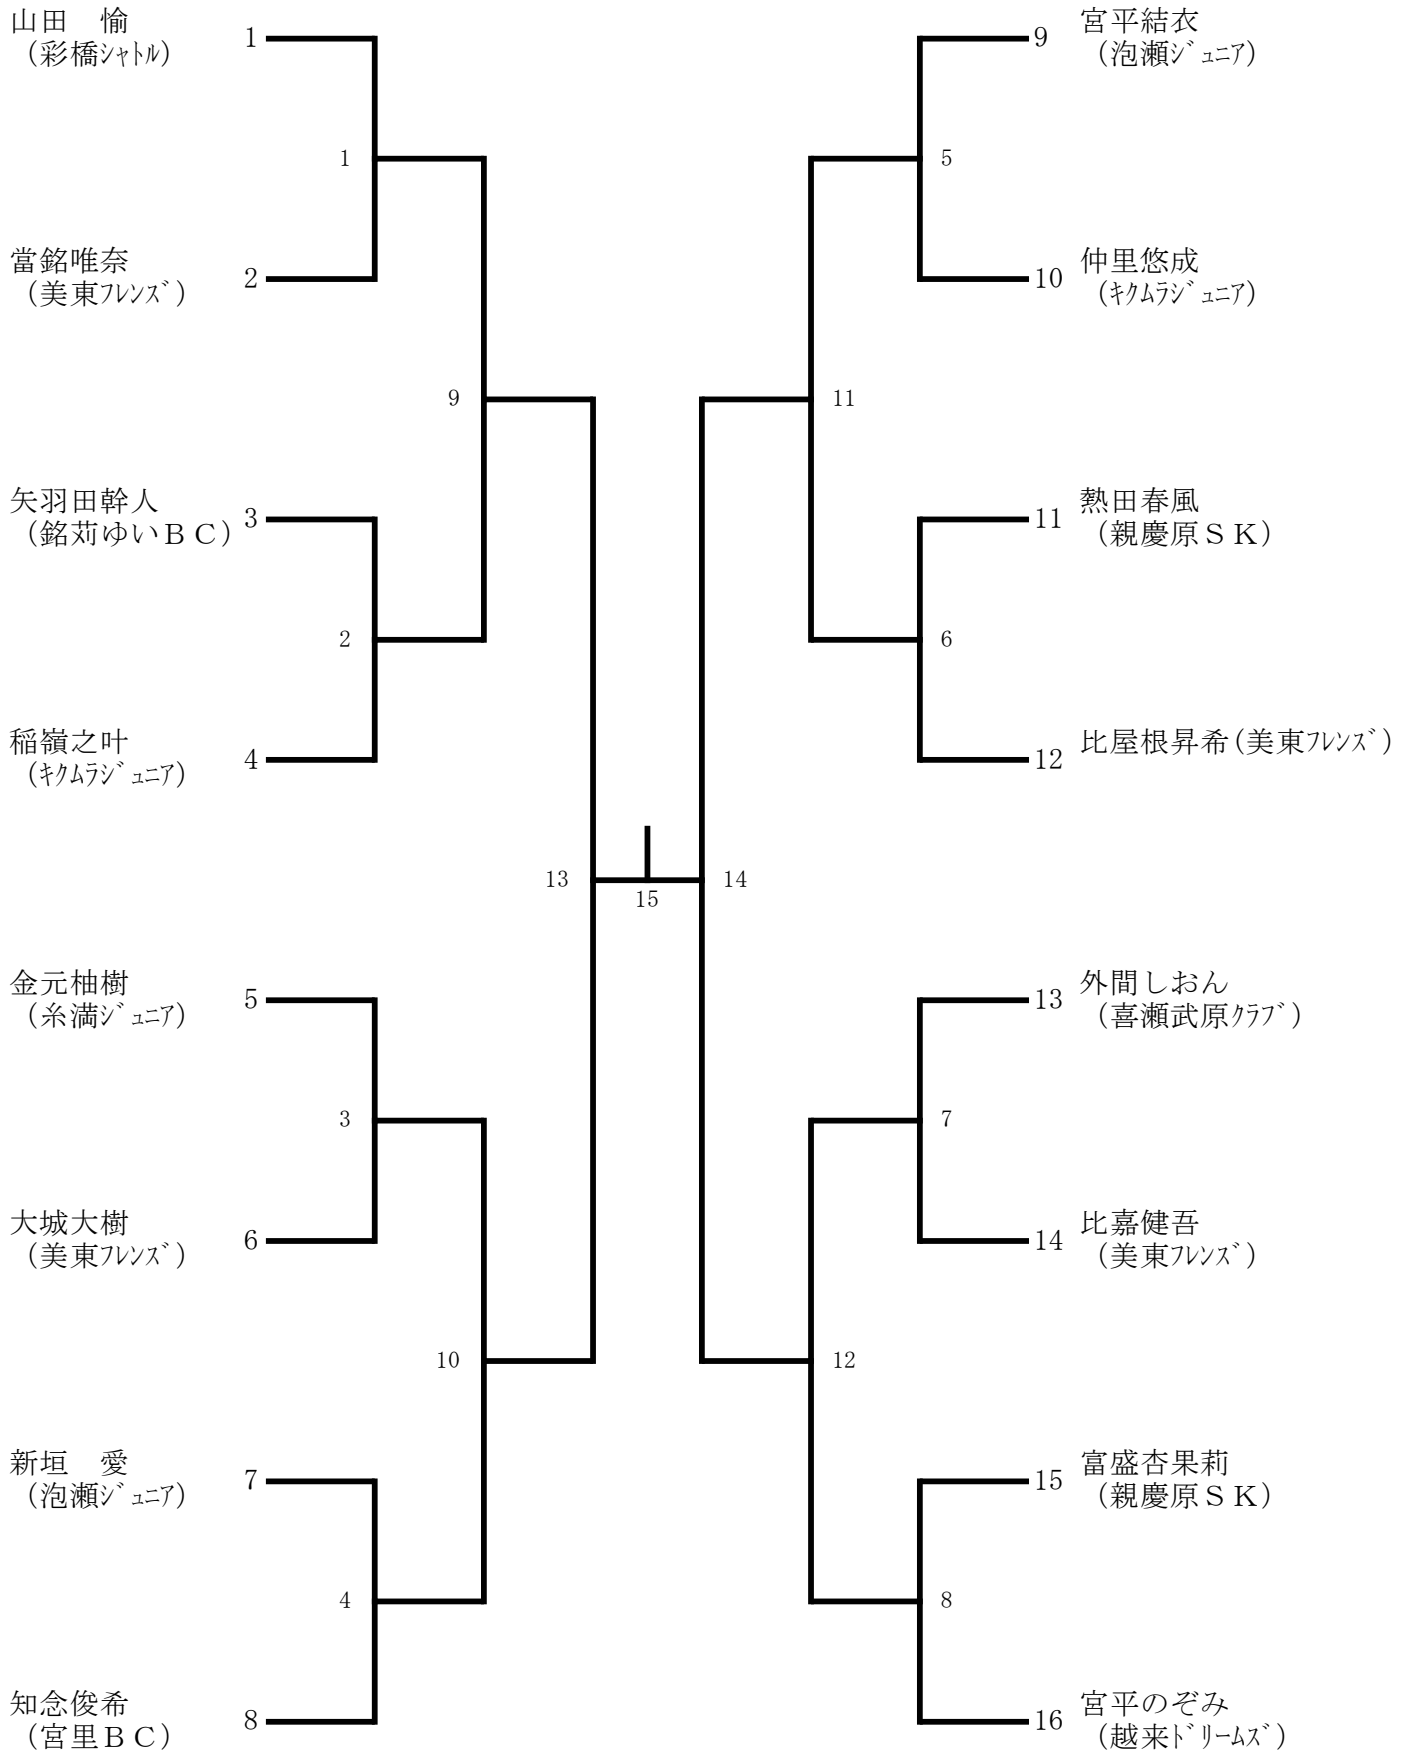 山田　愉
（彩橋ｼｬﾄﾙ）
1
1
當銘唯奈
（美東ﾌﾚﾝｽﾞ）
2
9
矢羽田幹人
（銘苅ゆいＢＣ）
3
2
稲嶺之叶
（ｷｸﾑﾗｼﾞｭﾆｱ）
4
13
15
金元柚樹
（糸満ｼﾞｭﾆｱ）
5
3
大城大樹
（美東ﾌﾚﾝｽﾞ）
6
10
新垣　愛
（泡瀬ｼﾞｭﾆｱ）
7
4
知念俊希
（宮里ＢＣ）
8
9
宮平結衣
（泡瀬ｼﾞｭﾆｱ）
5
10
仲里悠成
（ｷｸﾑﾗｼﾞｭﾆｱ）
11
11
熱田春風
（親慶原ＳＫ）
6
12
比屋根昇希(美東ﾌﾚﾝｽﾞ)
14
13
外間しおん
（喜瀬武原ｸﾗﾌﾞ）
7
14
比嘉健吾
（美東ﾌﾚﾝｽﾞ）
12
15
富盛杏果莉
（親慶原ＳＫ）
8
16
宮平のぞみ
（越来ﾄﾞﾘｰﾑｽﾞ）